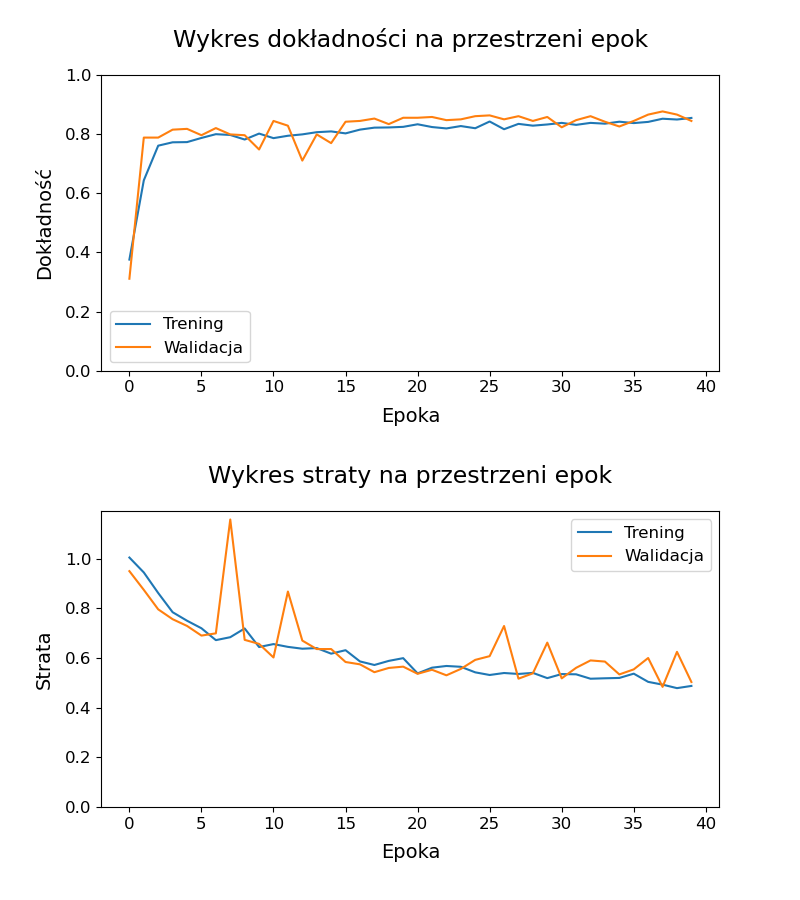 Wykres dokładności na przestrzeni epok
1.0
0.8
0.6
0.4
0.2
0.0
Dokładność
Trening
Walidacja
0 5 10 15 20 25 30 35 40
Epoka
Wykres straty na przestrzeni epok
1.0
0.8
0.6
0.4
0.2
0.0
Strata
Trening
Walidacja
0 5 10 15 20 25 30 35 40
Epoka